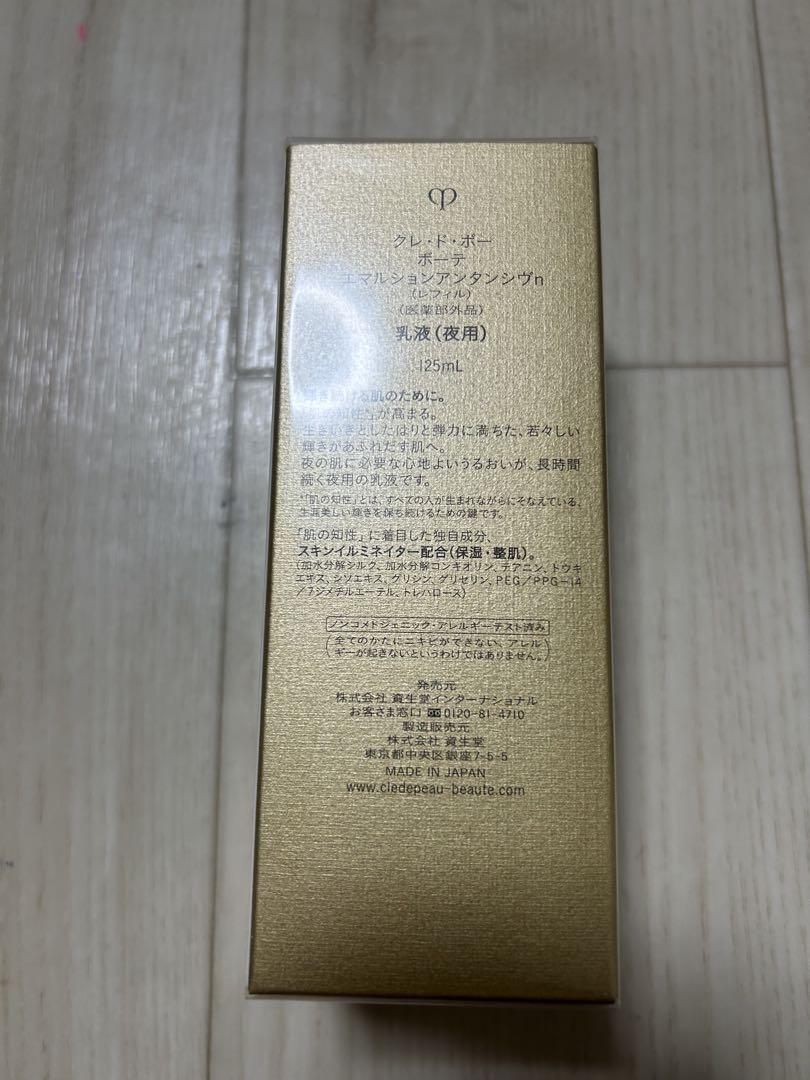 クレ・ド・ポー
ボーテ
エマルションアンタンシヴn
(レフィル)
(医薬部外品)
乳液(夜用)
125mL
輝き続ける肌のために。
「肌の知性*」が高まる。
生き生きとしたはりと弾力に満ちた、若々しい
輝きがあふれだす肌へ。
夜の肌に必要な心地よいうるおいが、長時間
続く夜用の乳液です。
*「肌の知性」とは、すべての人が生まれながらにそなえている、
生涯美しい輝きを保ち続けるための鍵です。
「肌の知性」に着目した独自成分、
スキンイルミネイター配合(保湿・整肌)。
(加水分解シルク、加水分解コンキオリン、テアニン、トウキ
エキス、シソエキス、グリシン、グリセリン、PEG/PPG-14
/7ジメチルエーテル、トレハロース)
ノンコメドジェニック・アレルギーテスト済み
(全てのかたにニキビができない、アレル
ギーが起きないというわけではありません。)
発売元
株式会社 資生堂インターナショナル
お客さま窓口 0120-81-4710
製造販売元
株式会社 資生堂
東京都中央区銀座7-5-5
MADE IN JAPAN
www.cledepeau-beaute.com